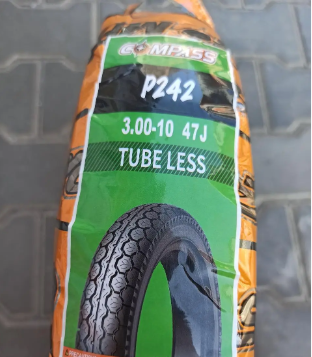 COMPASS
P242
3.00-10 47J
TUBE LESS